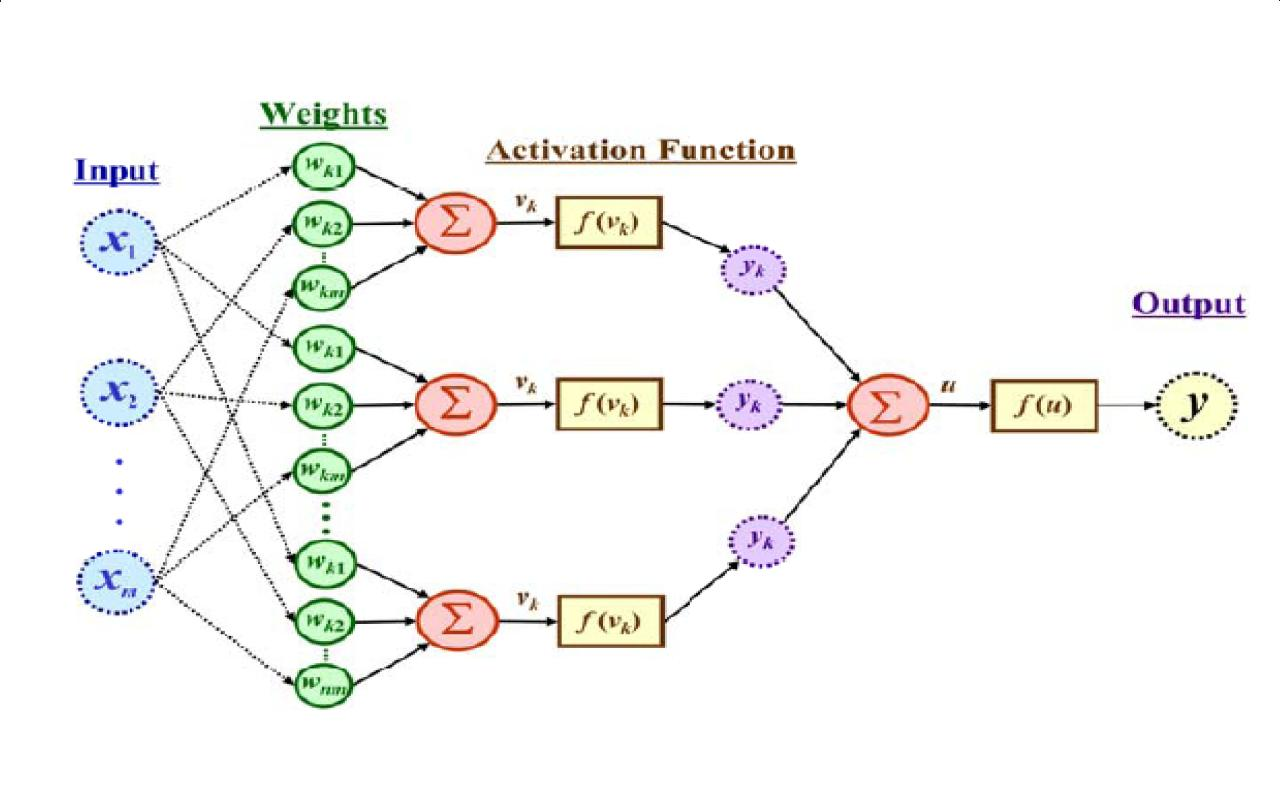 Weights
Activation Function
Input
Output
x₁
x₂
xₘ
wₖ₁
wₖ₂
wₖₘ
wₖ₁
wₖ₂
wₖₘ
wₖ₁
wₖ₂
wₙₘ
Σ
vₖ
f(vₖ)
yₖ
Σ
vₖ
f(vₖ)
yₖ
Σ
vₖ
f(vₖ)
yₖ
Σ
u
f(u)
y